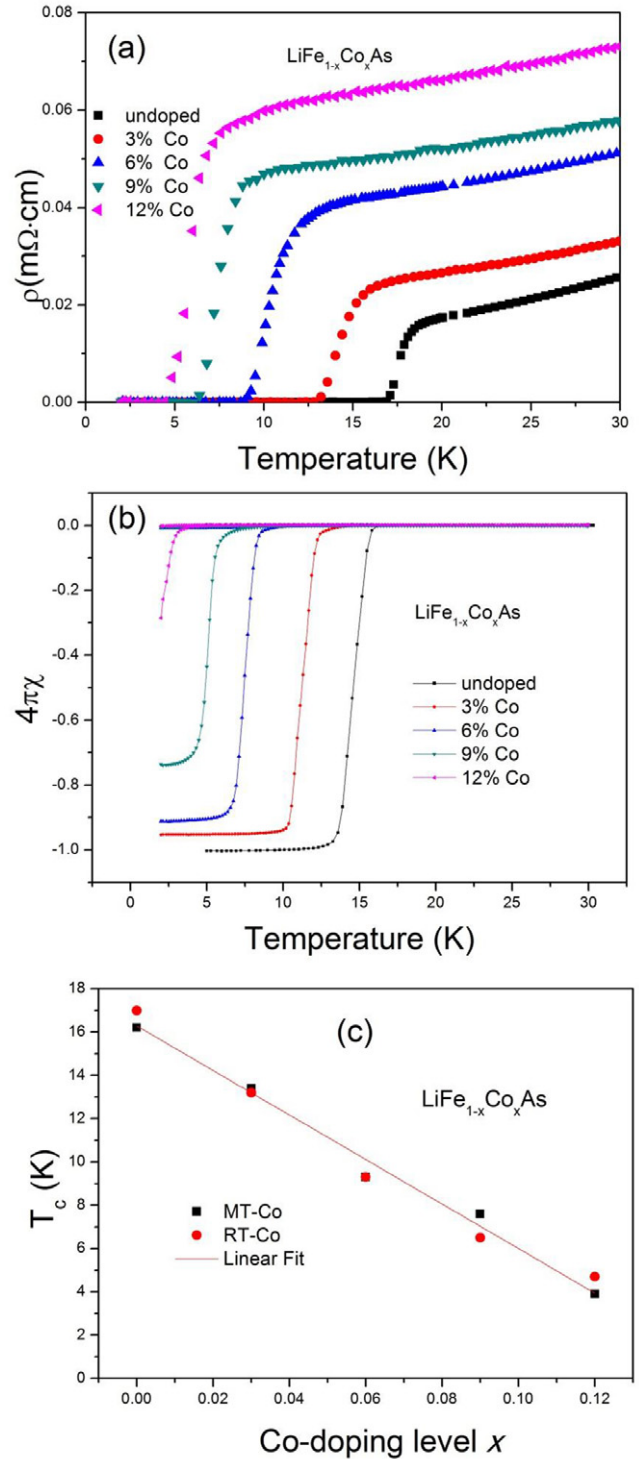 (a)
LiFe1-xCoxAs
undoped
3% Co
6% Co
9% Co
12% Co
ρ(mΩ·cm)
0.08
0.06
0.04
0.02
0.00
0 5 10 15 20 25 30
Temperature (K)
(b)
LiFe1-xCoxAs
undoped
3% Co
6% Co
9% Co
12% Co
4πχ
0.0
-0.2
-0.4
-0.6
-0.8
-1.0
0 5 10 15 20 25 30
Temperature (K)
(c)
LiFe1-xCoxAs
MT-Co
RT-Co
Linear Fit
Tc (K)
18
16
14
12
10
8
6
4
2
0
0.00 0.02 0.04 0.06 0.08 0.10 0.12
Co-doping level x